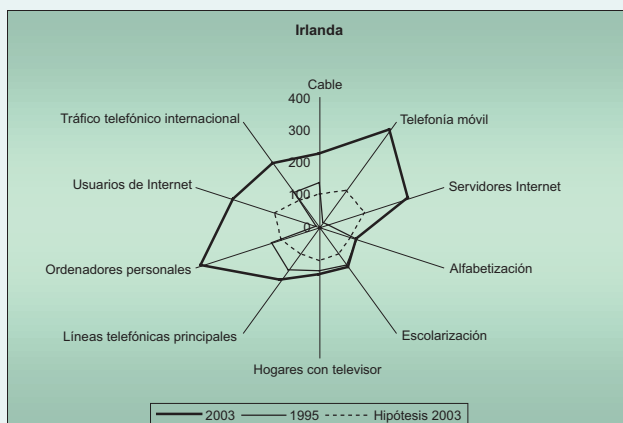 Irlanda
Cable
400
300
200
100
0
Telefonía móvil
Servidores Internet
Alfabetización
Escolarización
Hogares con televisor
Líneas telefónicas principales
Ordenadores personales
Usuarios de Internet
Tráfico telefónico internacional
2003 1995 Hipótesis 2003